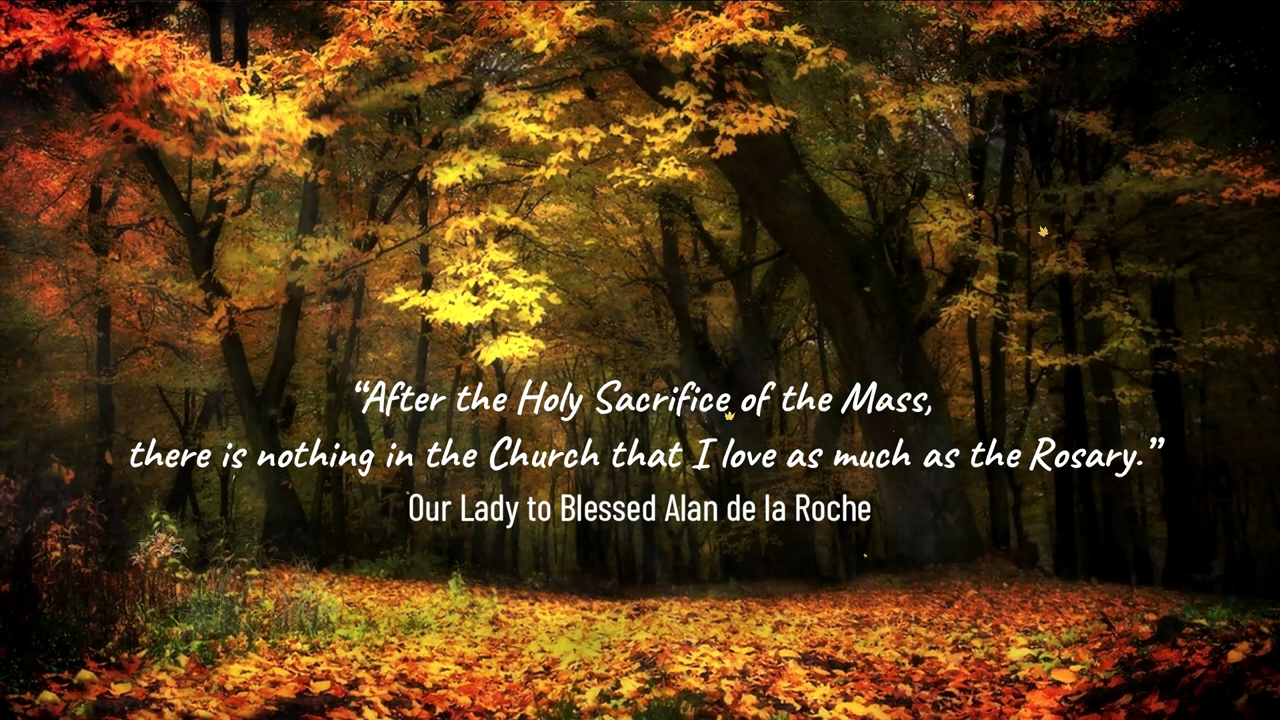 “After the Holy Sacrifice of the Mass,
there is nothing in the Church that I love as much as the Rosary.”
Our Lady to Blessed Alan de la Roche